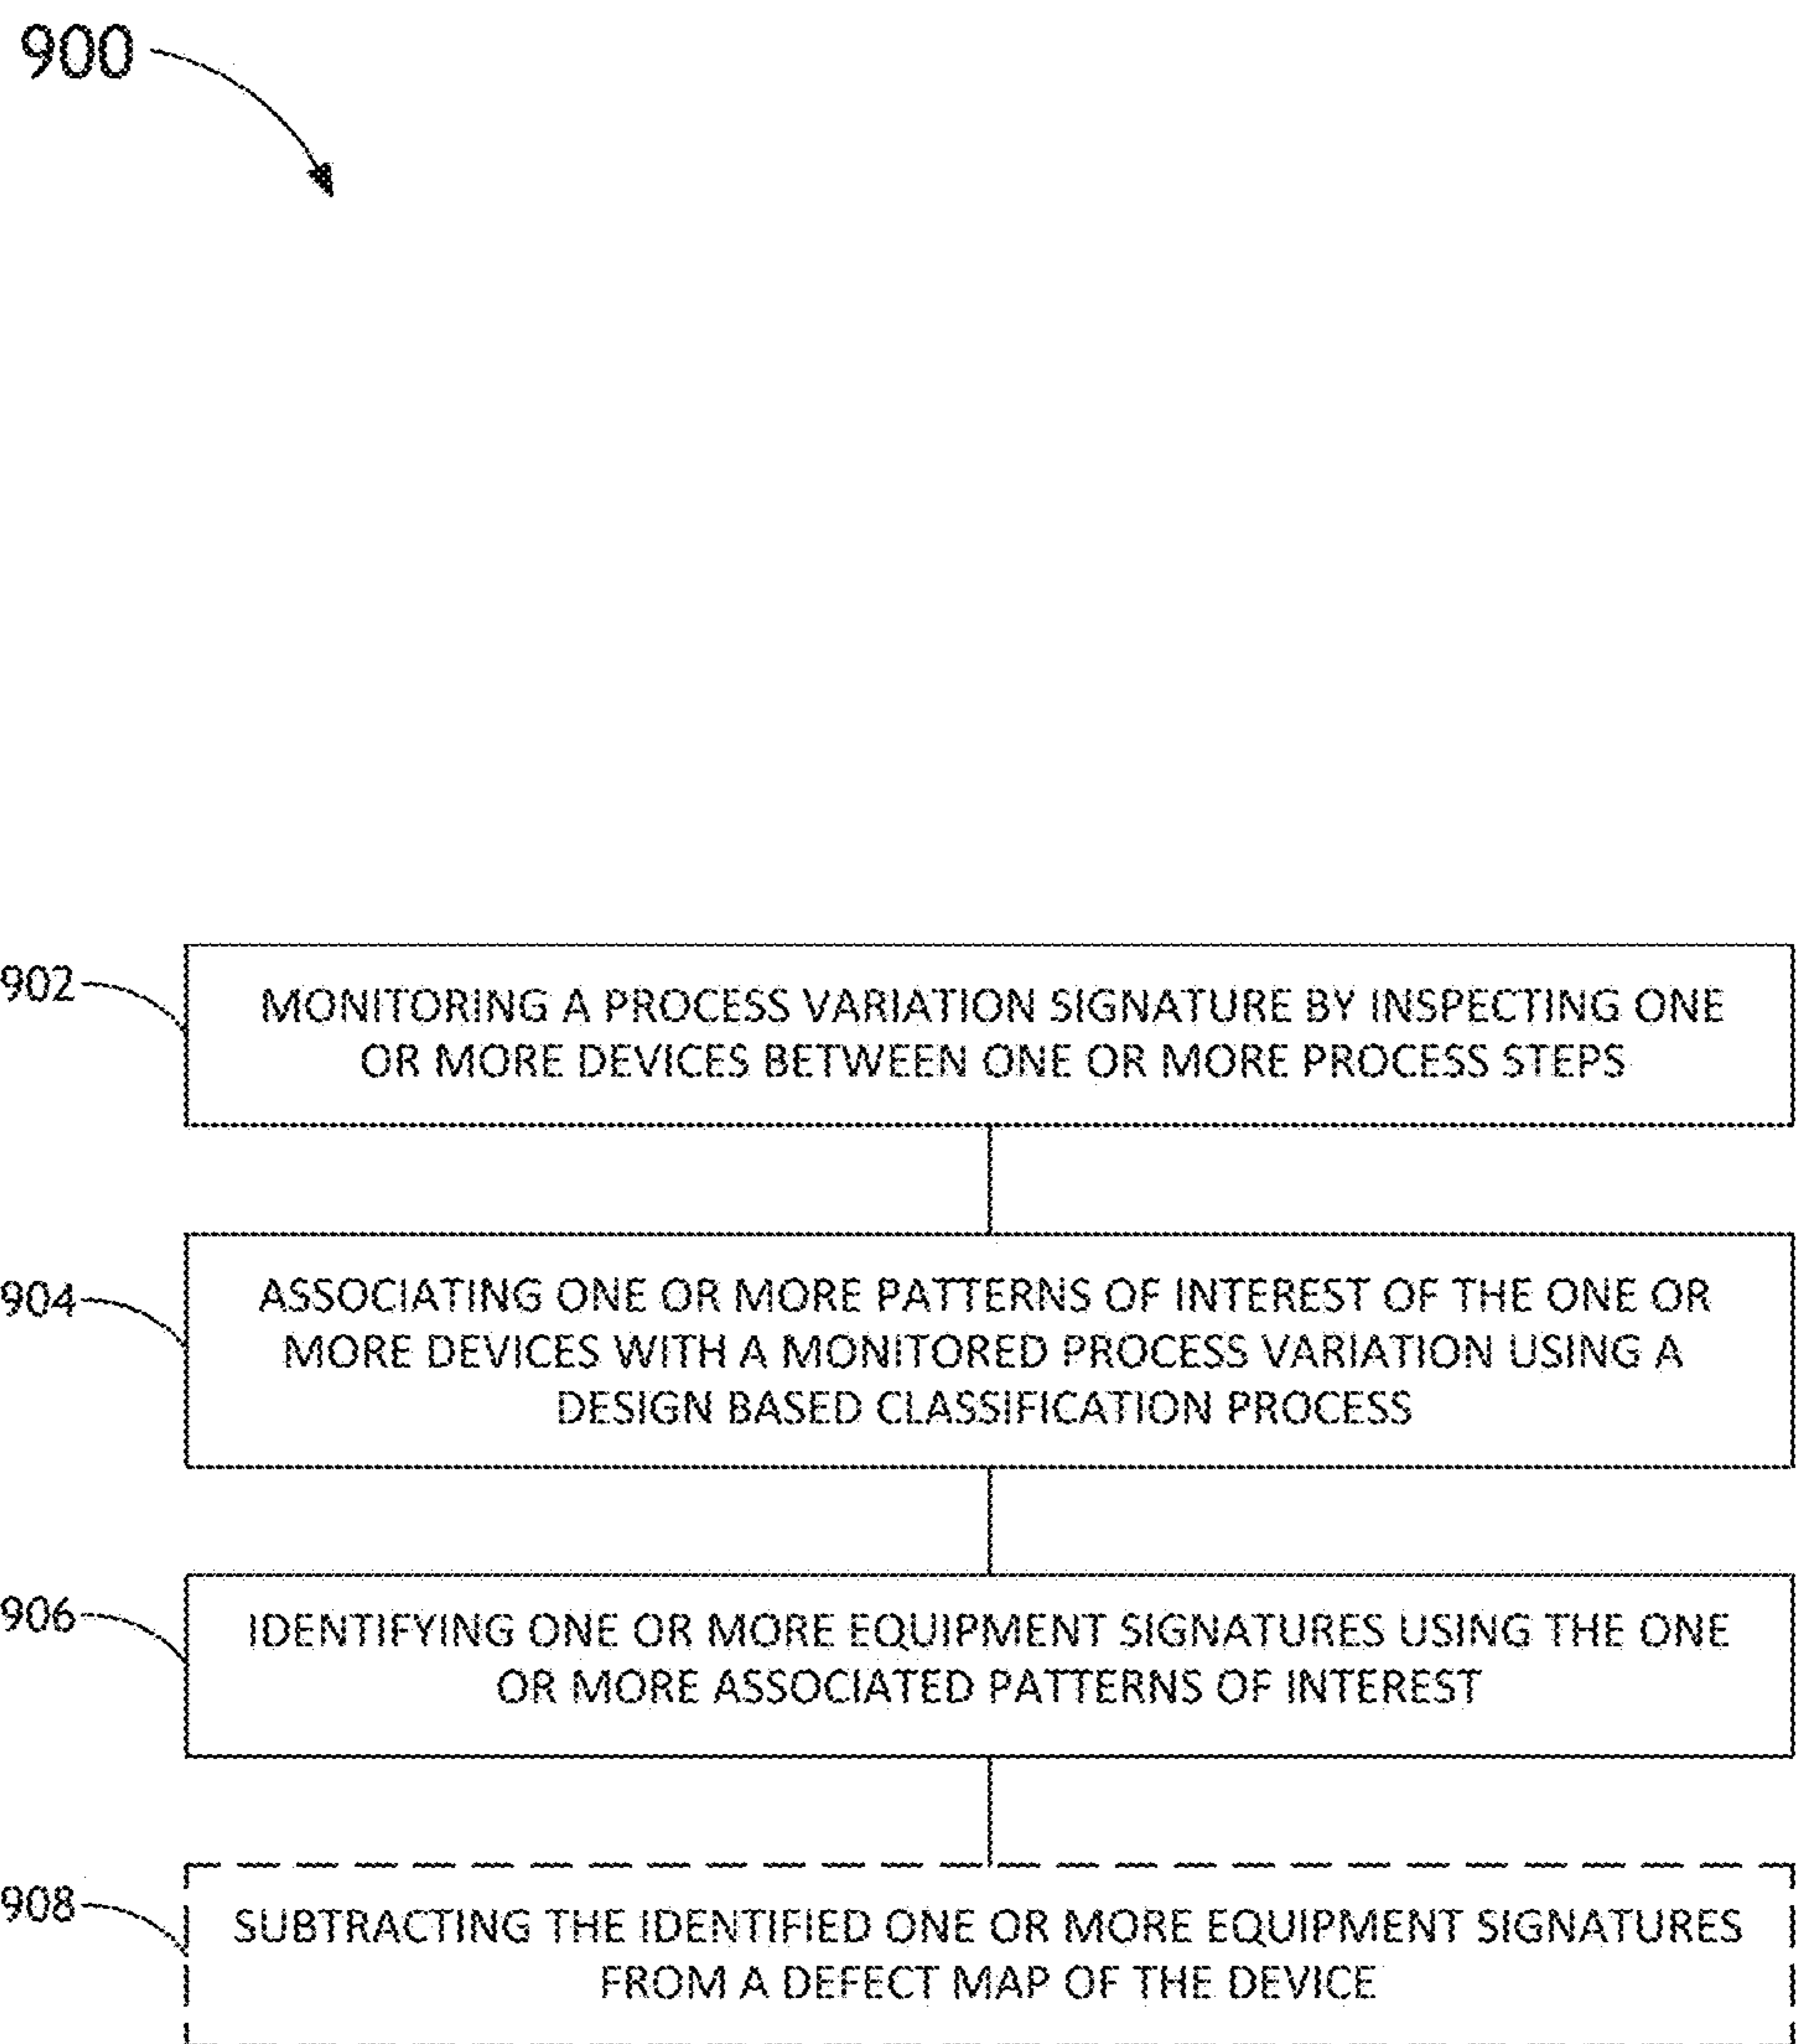 900
902
MONITORING A PROCESS VARIATION SIGNATURE BY INSPECTING ONE
OR MORE DEVICES BETWEEN ONE OR MORE PROCESS STEPS
904
ASSOCIATING ONE OR MORE PATTERNS OF INTEREST OF THE ONE OR
MORE DEVICES WITH A MONITORED PROCESS VARIATION USING A
DESIGN BASED CLASSIFICATION PROCESS
906
IDENTIFYING ONE OR MORE EQUIPMENT SIGNATURES USING THE ONE
OR MORE ASSOCIATED PATTERNS OF INTEREST
908
SUBTRACTING THE IDENTIFIED ONE OR MORE EQUIPMENT SIGNATURES
FROM A DEFECT MAP OF THE DEVICE